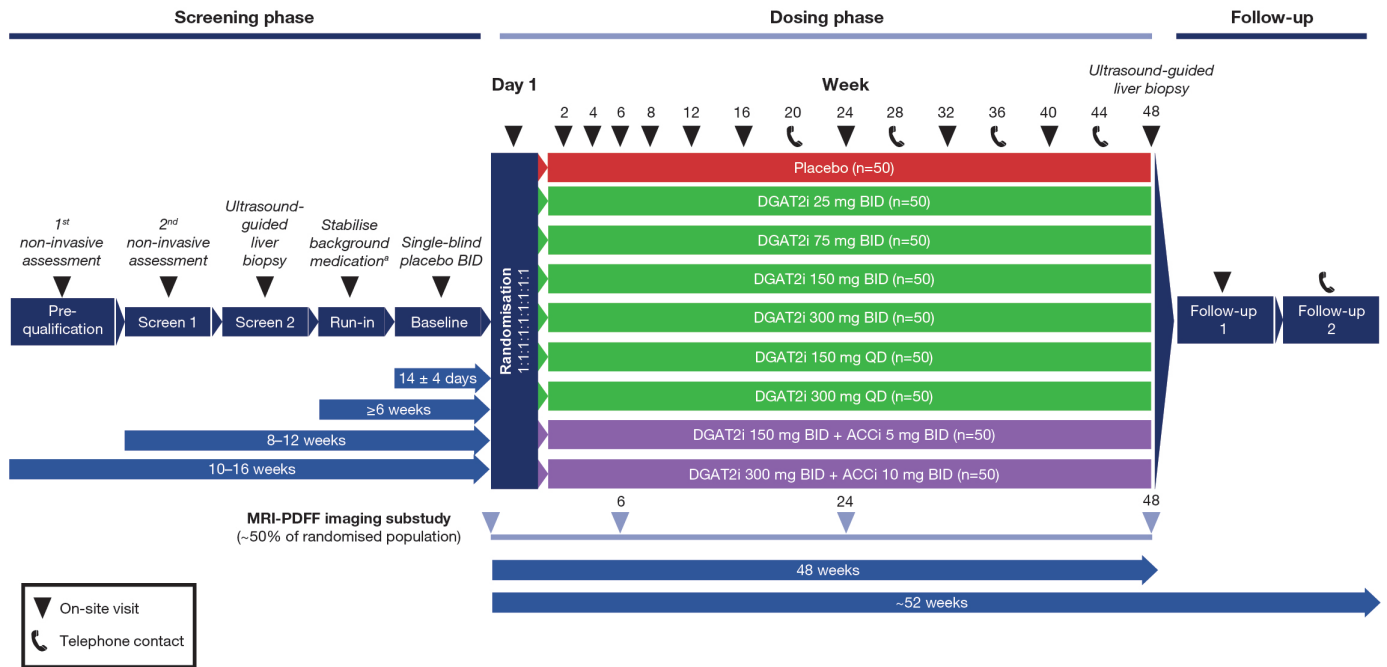 Screening phase
Dosing phase
Follow-up
Day 1
Week
Ultrasound-guided
liver biopsy
2 4 6 8 12 16 20 24 28 32 36 40 44 48
1st
non-invasive
assessment
2nd
non-invasive
assessment
Ultrasound-
guided
liver
biopsy
Stabilise
background
medicationa
Single-blind
placebo BID
Pre-
qualification
Screen 1
Screen 2
Run-in
Baseline
14 ± 4 days
≥6 weeks
8–12 weeks
10–16 weeks
Randomisation
1:1:1:1:1:1:1:1:1
Placebo (n=50)
DGAT2i 25 mg BID (n=50)
DGAT2i 75 mg BID (n=50)
DGAT2i 150 mg BID (n=50)
DGAT2i 300 mg BID (n=50)
DGAT2i 150 mg QD (n=50)
DGAT2i 300 mg QD (n=50)
DGAT2i 150 mg BID + ACCi 5 mg BID (n=50)
DGAT2i 300 mg BID + ACCi 10 mg BID (n=50)
Follow-up
1
Follow-up
2
6 24 48
MRI-PDFF imaging substudy
(~50% of randomised population)
48 weeks
~52 weeks
On-site visit
Telephone contact